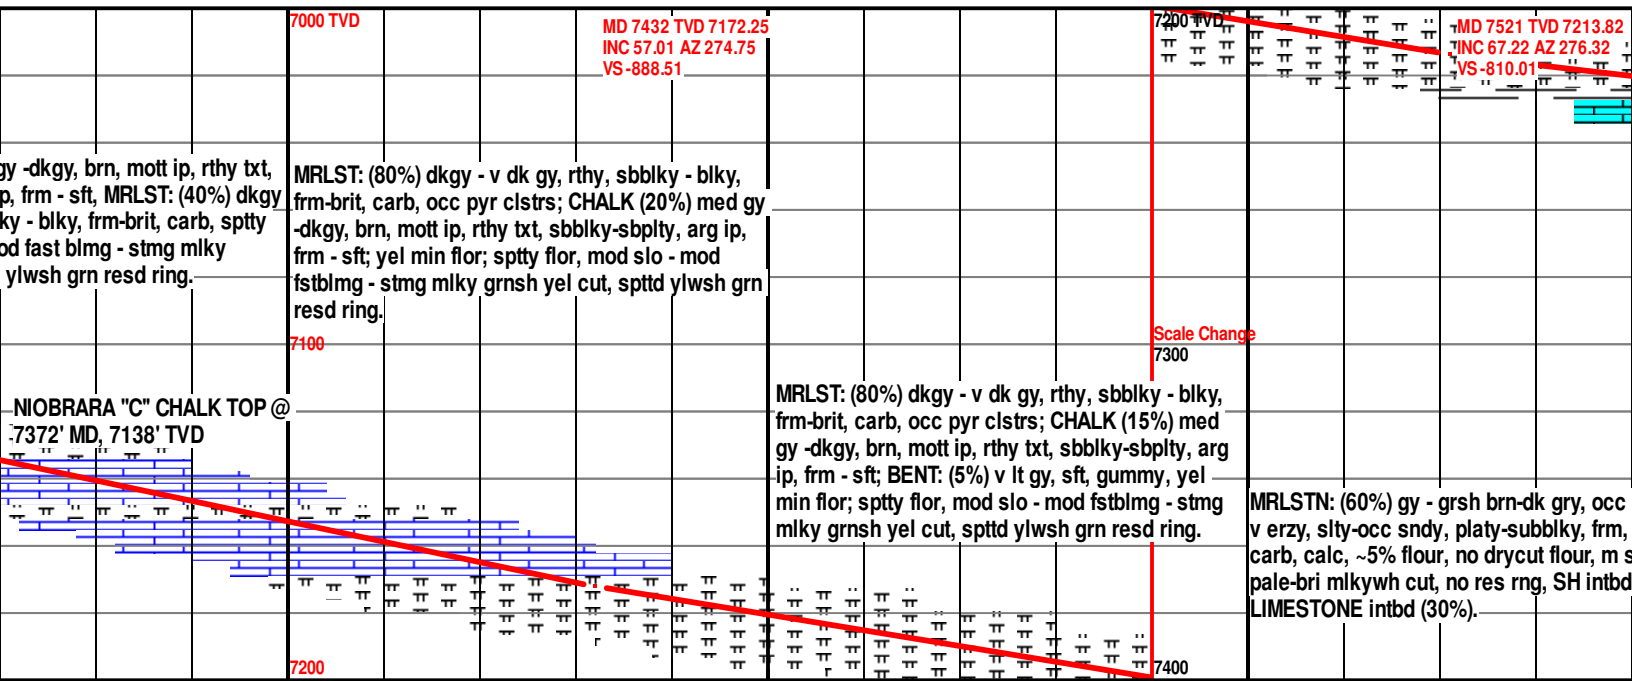 7000 TVD
MD 7432 TVD 7172.25
INC 57.01 AZ 274.75
VS -888.51
7200 TVD
MD 7521 TVD 7213.82
INC 67.22 AZ 276.32
VS -810.01
gy -dkgy, brn, mott ip, rthy txt,
p, frm - sft, MRLST: (40%) dkgy
ky - blky, frm-brit, carb, sptty
od fast blmg - stmg mlky
ylwsh grn resd ring.
MRLST: (80%) dkgy - v dk gy, rthy, sbblky - blky,
frm-brit, carb, occ pyr clstrs; CHALK (20%) med gy
-dkgy, brn, mott ip, rthy txt, sbblky-sbplty, arg ip,
frm - sft; yel min flor; sptty flor, mod slo - mod
fstblmg - stmg mlky grnsh yel cut, spttd ylwsh grn
resd ring.
7100
Scale Change
7300
NIOBRARA "C" CHALK TOP @
7372' MD, 7138' TVD
MRLST: (80%) dkgy - v dk gy, rthy, sbblky - blky,
frm-brit, carb, occ pyr clstrs; CHALK (15%) med
gy -dkgy, brn, mott ip, rthy txt, sbblky-sbplty, arg
ip, frm - sft; BENT: (5%) v lt gy, sft, gummy, yel
min flor; sptty flor, mod slo - mod fstblmg - stmg
mlky grnsh yel cut, spttd ylwsh grn resd ring.
MRLSTN: (60%) gy - grsh brn-dk gry, occ
v erzy, slty-occ sndy, platy-subblky, frm,
carb, calc, ~5% flour, no drycut flour, m s
pale-bri mlkywh cut, no res rng, SH intbd
LIMESTONE intbd (30%).
7200
7400